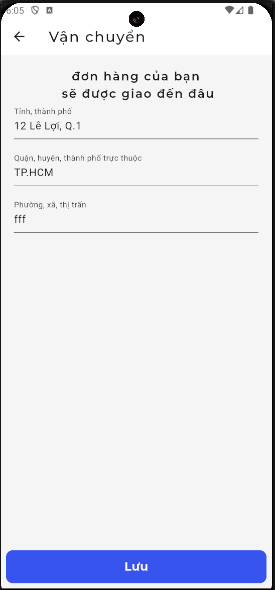 6:05
Vận chuyển
đơn hàng của bạn
sẽ được giao đến đâu
Tỉnh, thành phố
12 Lê Lợi, Q.1
Quận, huyện, thành phố trực thuộc
TP.HCM
Phường, xã, thị trấn
fff
Lưu